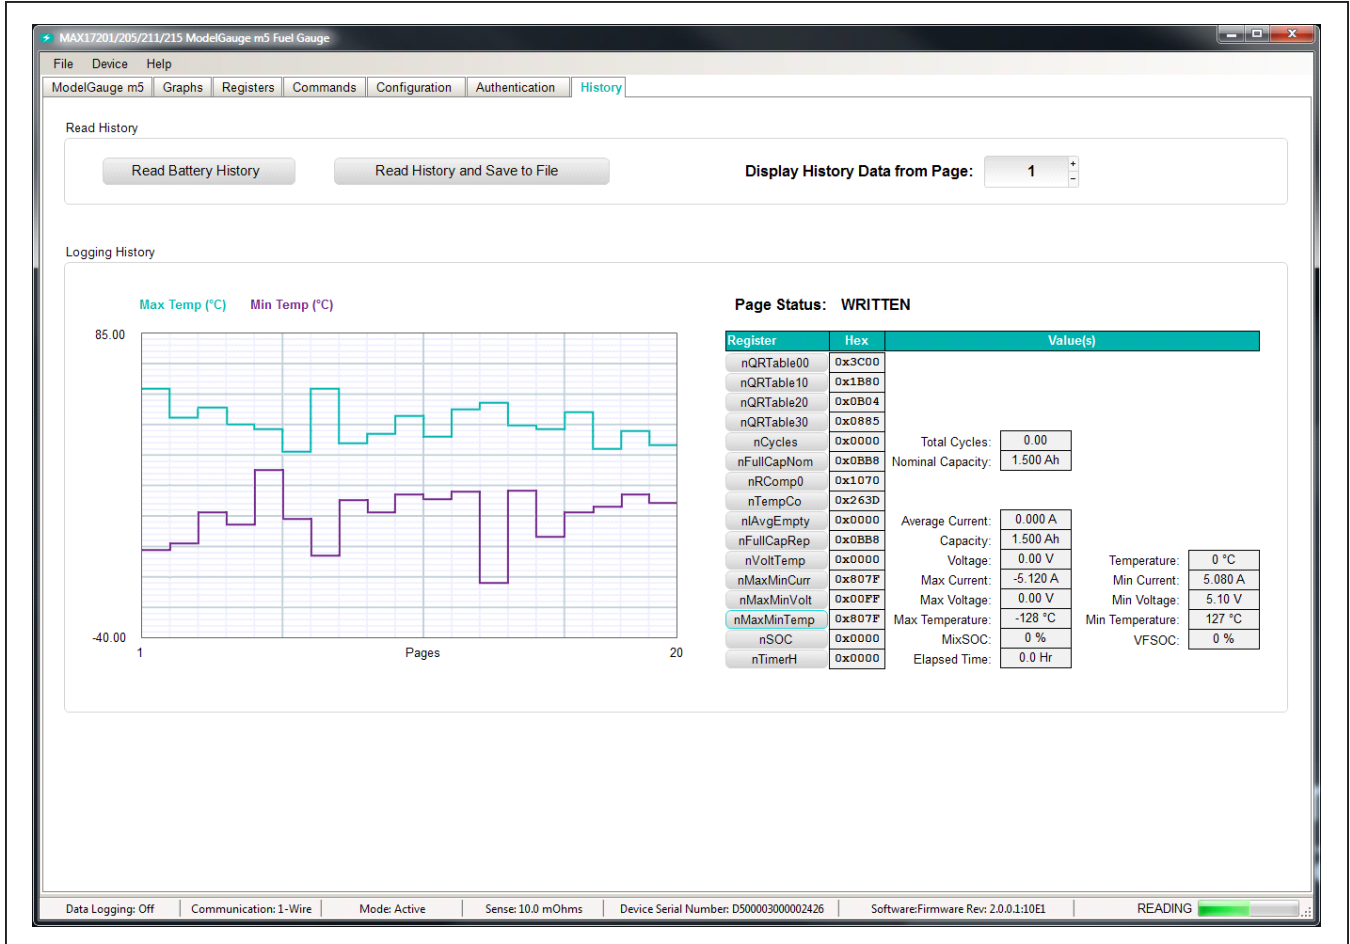 MAX17201/205/211/215 ModelGauge m5 Fuel Gauge
File Device Help
ModelGauge m5 Graphs Registers Commands Configuration Authentication History
Read History
Read Battery History Read History and Save to File Display History Data from Page: 1 + −
Logging History
Max Temp (°C) Min Temp (°C)
85.00
-40.00
1 Pages 20
Page Status: WRITTEN
Register Hex Value(s)
nQRTable00 0x3C00
nQRTable10 0x1B80
nQRTable20 0x0B04
nQRTable30 0x0885
nCycles 0x0000 Total Cycles: 0.00
nFullCapNom 0x0BB8 Nominal Capacity: 1.500 Ah
nRComp0 0x1070
nTempCo 0x263D
nIAvgEmpty 0x0000 Average Current: 0.000 A
nFullCapRep 0x0BB8 Capacity: 1.500 Ah
nVoltTemp 0x0000 Voltage: 0.00 V Temperature: 0 °C
nMaxMinCurr 0x807F Max Current: -5.120 A Min Current: 5.080 A
nMaxMinVolt 0x00FF Max Voltage: 0.00 V Min Voltage: 5.10 V
nMaxMinTemp 0x807F Max Temperature: -128 °C Min Temperature: 127 °C
nSOC 0x0000 MixSOC: 0 % VFSOC: 0 %
nTimerH 0x0000 Elapsed Time: 0.0 Hr
Data Logging: Off Communication: 1-Wire Mode: Active Sense: 10.0 mOhms Device Serial Number: D500003000002426 Software:Firmware Rev: 2.0.0.1:10E1 READING